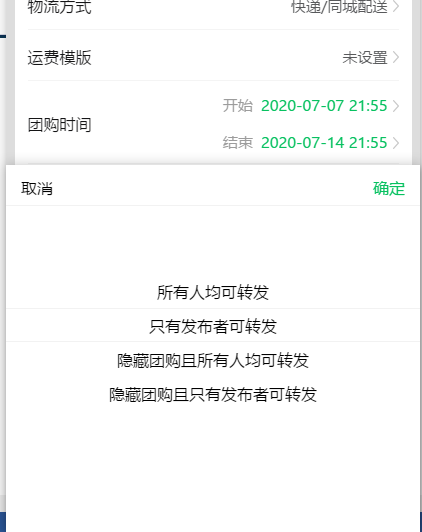 物流方式 快递/同城配送
运费模版 未设置
开始 2020-07-07 21:55
团购时间
结束 2020-07-14 21:55
取消 确定
所有人均可转发
只有发布者可转发
隐藏团购且所有人均可转发
隐藏团购且只有发布者可转发